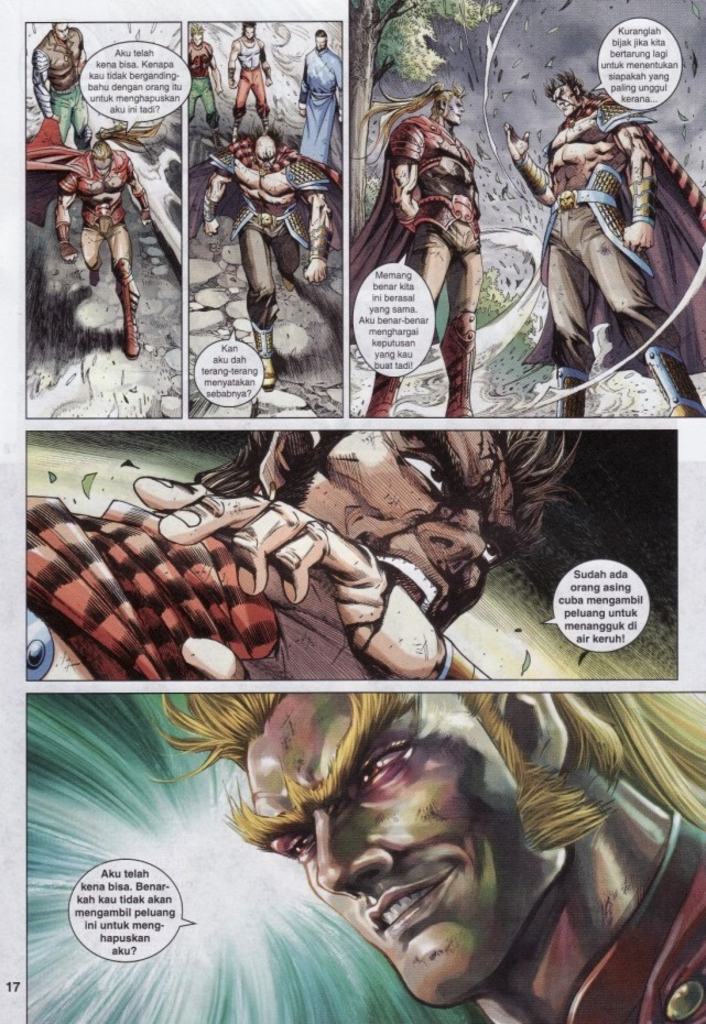 Aku telah
kena bisa. Kenapa
kau tidak berganding-
bahu dengan orang itu
untuk menghapuskan
aku ini tadi?
Kan
aku dah
terang-terang
menyatakan
sebabnya?
Kuranglah
bijak jika kita
bertarung lagi
untuk menentukan
siapakah yang
paling unggul
kerana...
Memang
benar kita
ini berasal
yang sama.
Aku benar-benar
menghargai
keputusan
yang kau
buat tadi!
Sudah ada
orang asing
cuba mengambil
peluang untuk
menangguk di
air keruh!
Aku telah
kena bisa. Benar-
kah kau tidak akan
mengambil peluang
ini untuk meng-
hapuskan
aku?
17